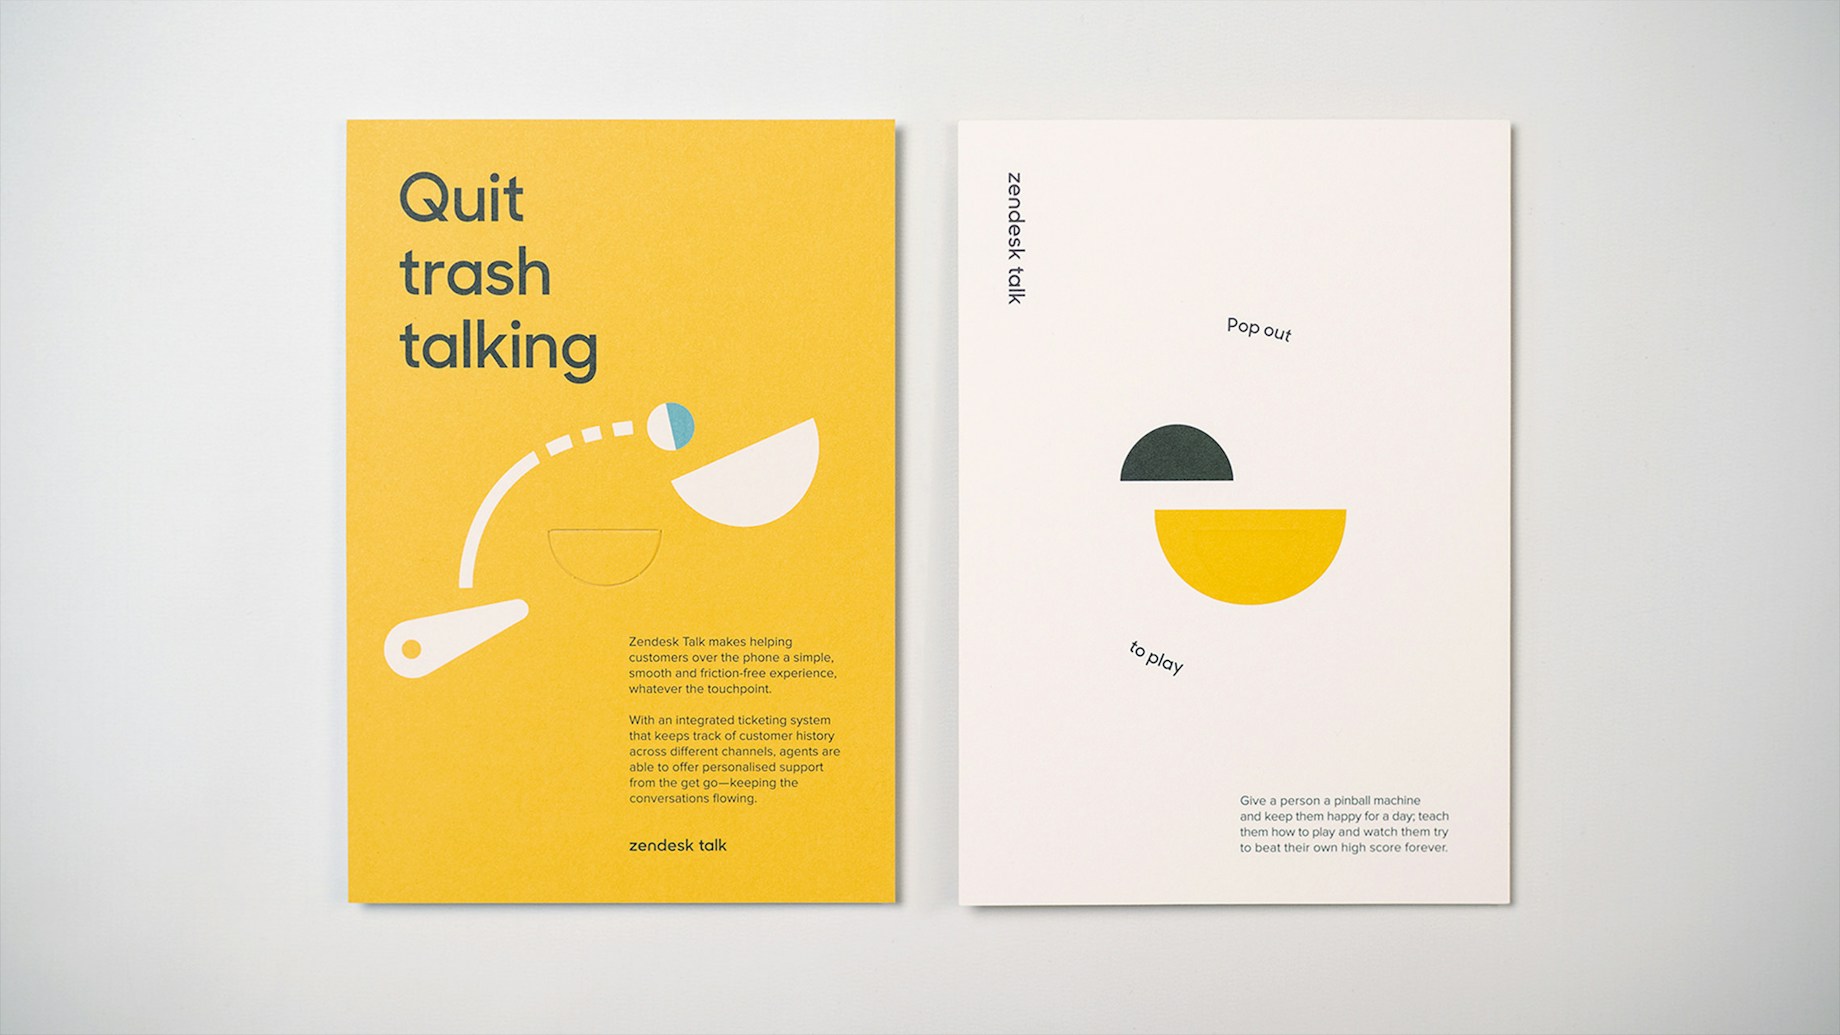 Quit
trash
talking
Zendesk Talk makes helping
customers over the phone a simple,
smooth and friction-free experience,
whatever the touchpoint.
With an integrated ticketing system
that keeps track of customer history
across different channels, agents are
able to offer personalised support
from the get go—keeping the
conversations flowing.
zendesk talk
zendesk talk
Pop out
to play
Give a person a pinball machine
and keep them happy for a day; teach
them how to play and watch them try
to beat their own high score forever.